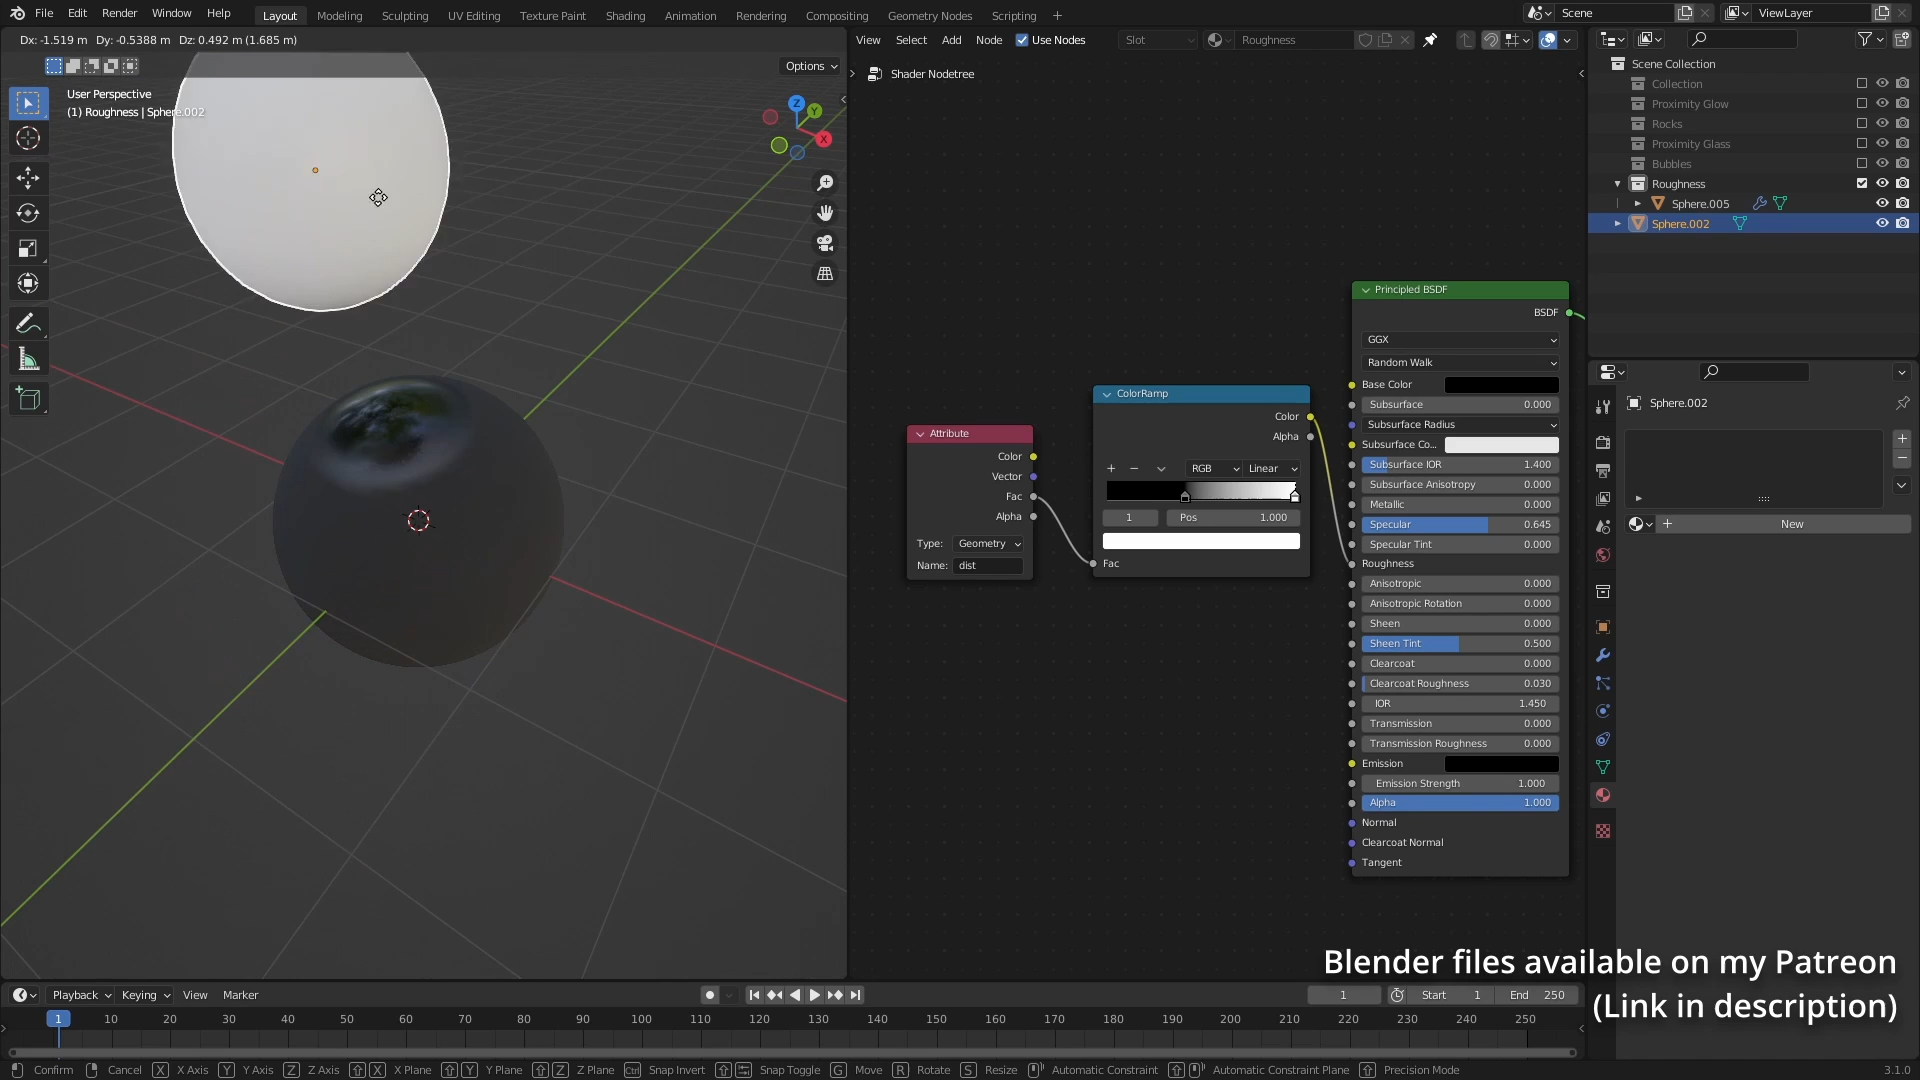 File Edit Render Window Help Layout Modeling Sculpting UV Editing Texture Paint Shading Animation Rendering Compositing Geometry Nodes Scripting + Scene ViewLayer
Dx: -1.519 m Dy: -0.5388 m Dz: 0.492 m (1.685 m)
View Select Add Node Use Nodes Slot Roughness
Options
User Perspective
(1) Roughness | Sphere.002
Z
Y
X
Shader Nodetree
Attribute
Color
Vector
Fac
Alpha
Type: Geometry
Name: dist
ColorRamp
Color
Alpha
+ − RGB Linear
1 Pos 1.000
Fac
Principled BSDF
BSDF
GGX
Random Walk
Base Color
Subsurface 0.000
Subsurface Radius
Subsurface Co...
Subsurface IOR 1.400
Subsurface Anisotropy 0.000
Metallic 0.000
Specular 0.645
Specular Tint 0.000
Roughness
Anisotropic 0.000
Anisotropic Rotation 0.000
Sheen 0.000
Sheen Tint 0.500
Clearcoat 0.000
Clearcoat Roughness 0.030
IOR 1.450
Transmission 0.000
Transmission Roughness 0.000
Emission
Emission Strength 1.000
Alpha 1.000
Normal
Clearcoat Normal
Tangent
Scene Collection
Collection
Proximity Glow
Rocks
Proximity Glass
Bubbles
Roughness
Sphere.005
Sphere.002
Sphere.002
+ New
Blender files available on my Patreon
(Link in description)
Playback Keying View Marker 1 Start 1 End 250
1 10 20 30 40 50 60 70 80 90 100 110 120 130 140 150 160 170 180 190 200 210 220 230 240 250
Confirm Cancel X X Axis Y Y Axis Z Z Axis X X Plane Y Y Plane Z Z Plane Ctrl Snap Invert Snap Toggle G Move R Rotate S Resize Automatic Constraint Automatic Constraint Plane Precision Mode 3.1.0